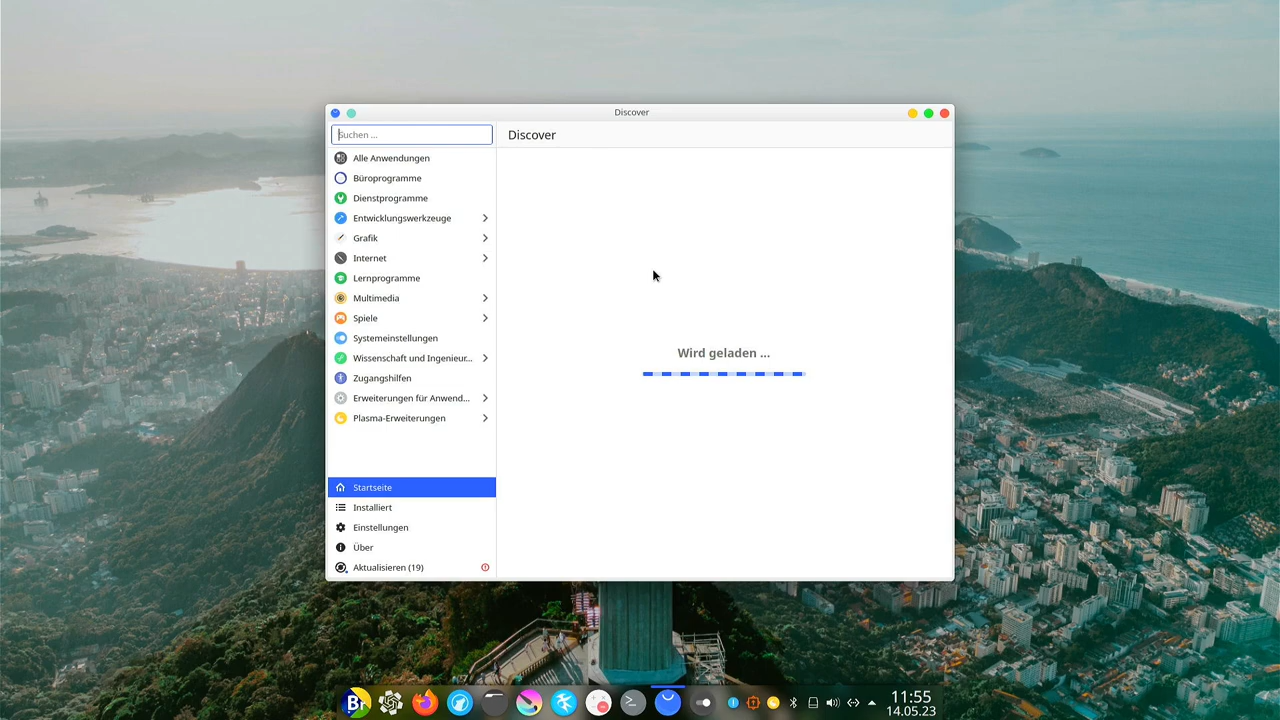 Discover
Suchen ...
Discover
Alle Anwendungen
Büroprogramme
Dienstprogramme
Entwicklungswerkzeuge
Grafik
Internet
Lernprogramme
Multimedia
Spiele
Systemeinstellungen
Wissenschaft und Ingenieur...
Zugangshilfen
Erweiterungen für Anwend...
Plasma-Erweiterungen
Wird geladen ...
Startseite
Installiert
Einstellungen
Über
Aktualisieren (19)
11:55
14.05.23